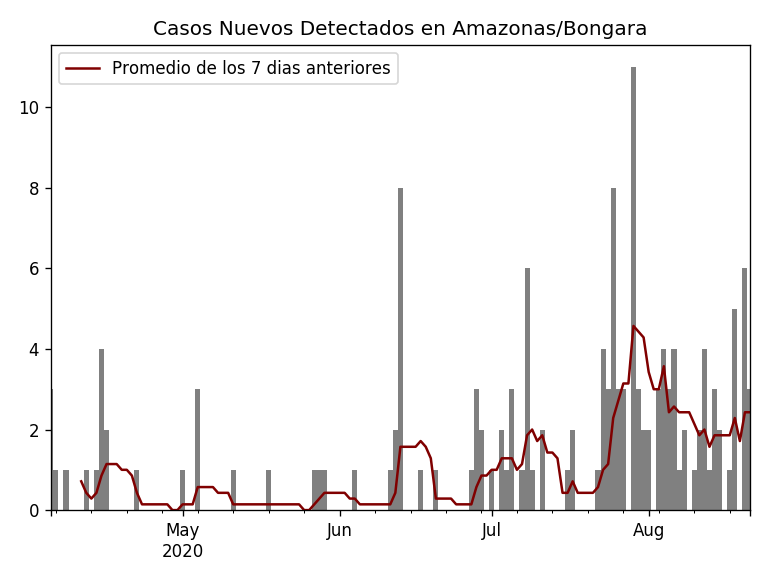 Casos Nuevos Detectados en Amazonas/Bongara
Promedio de los 7 dias anteriores
10
8
6
4
2
0
May
2020
Jun
Jul
Aug